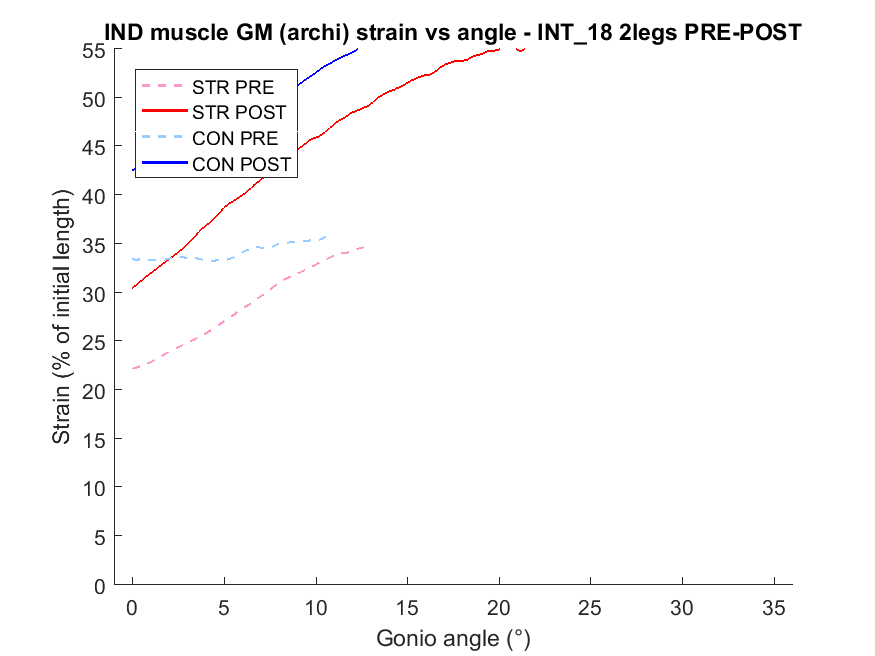 IND muscle GM (archi) strain vs angle - INT_18 2legs PRE-POST
55
50
45
40
35
30
25
20
15
10
5
0
STR PRE
STR POST
CON PRE
CON POST
Strain (% of initial length)
0 5 10 15 20 25 30 35
Gonio angle (°)